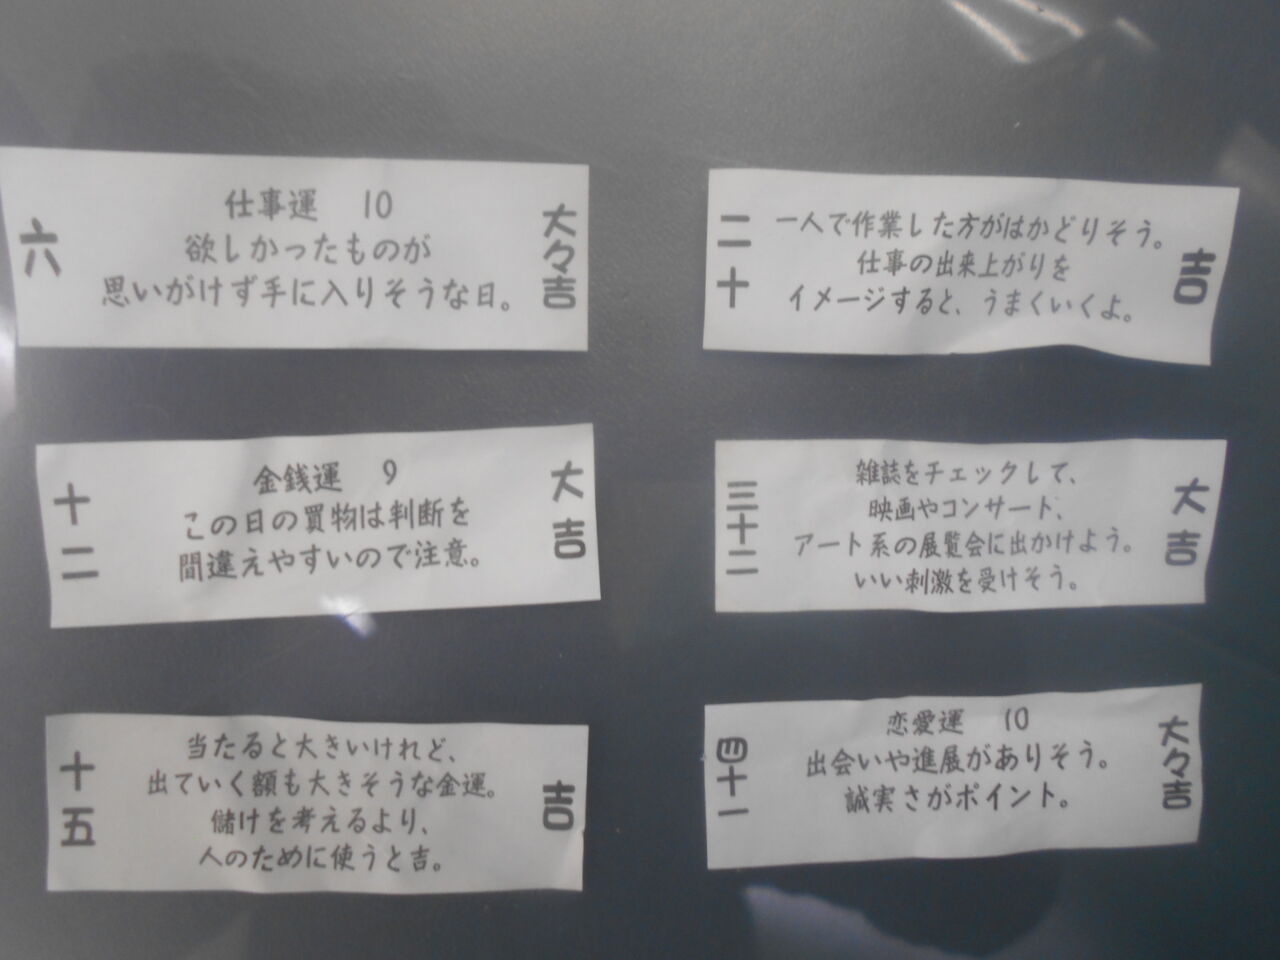 六
仕事運 10
欲しかったものが
思いがけず手に入りそうな日。
大々吉
二十
一人で作業した方がはかどりそう。
仕事の出来上がりを
イメージすると、うまくいくよ。
吉
十二
金銭運 9
この日の買物は判断を
間違えやすいので注意。
大吉
三十二
雑誌をチェックして、
映画やコンサート、
アート系の展覧会に出かけよう。
いい刺激を受けそう。
大吉
十五
当たると大きいけれど、
出ていく額も大きそうな金運。
儲けを考えるより、
人のために使うと吉。
吉
四十一
恋愛運 10
出会いや進展がありそう。
誠実さがポイント。
大々吉